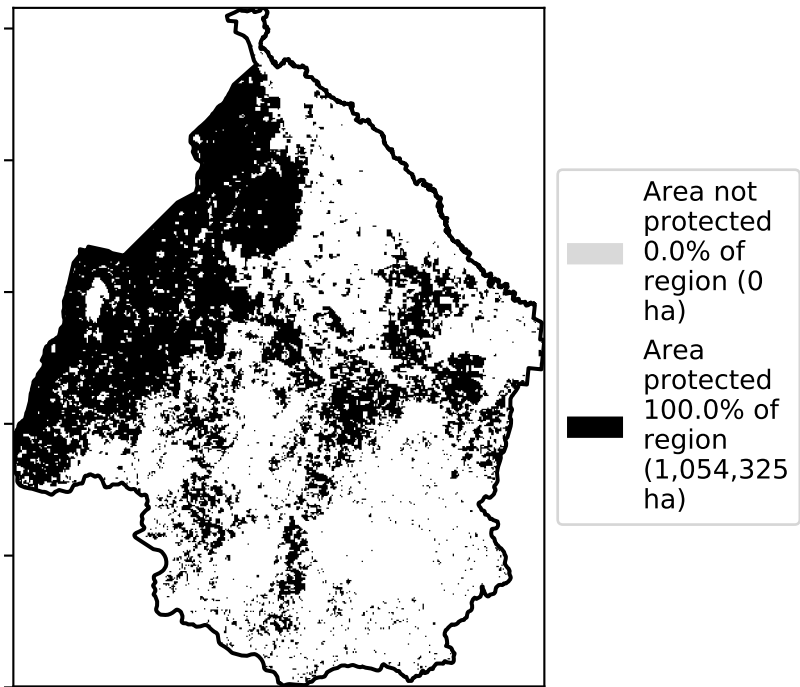 Area not
protected
0.0% of
region (0
ha)
Area
protected
100.0% of
region
(1,054,325
ha)